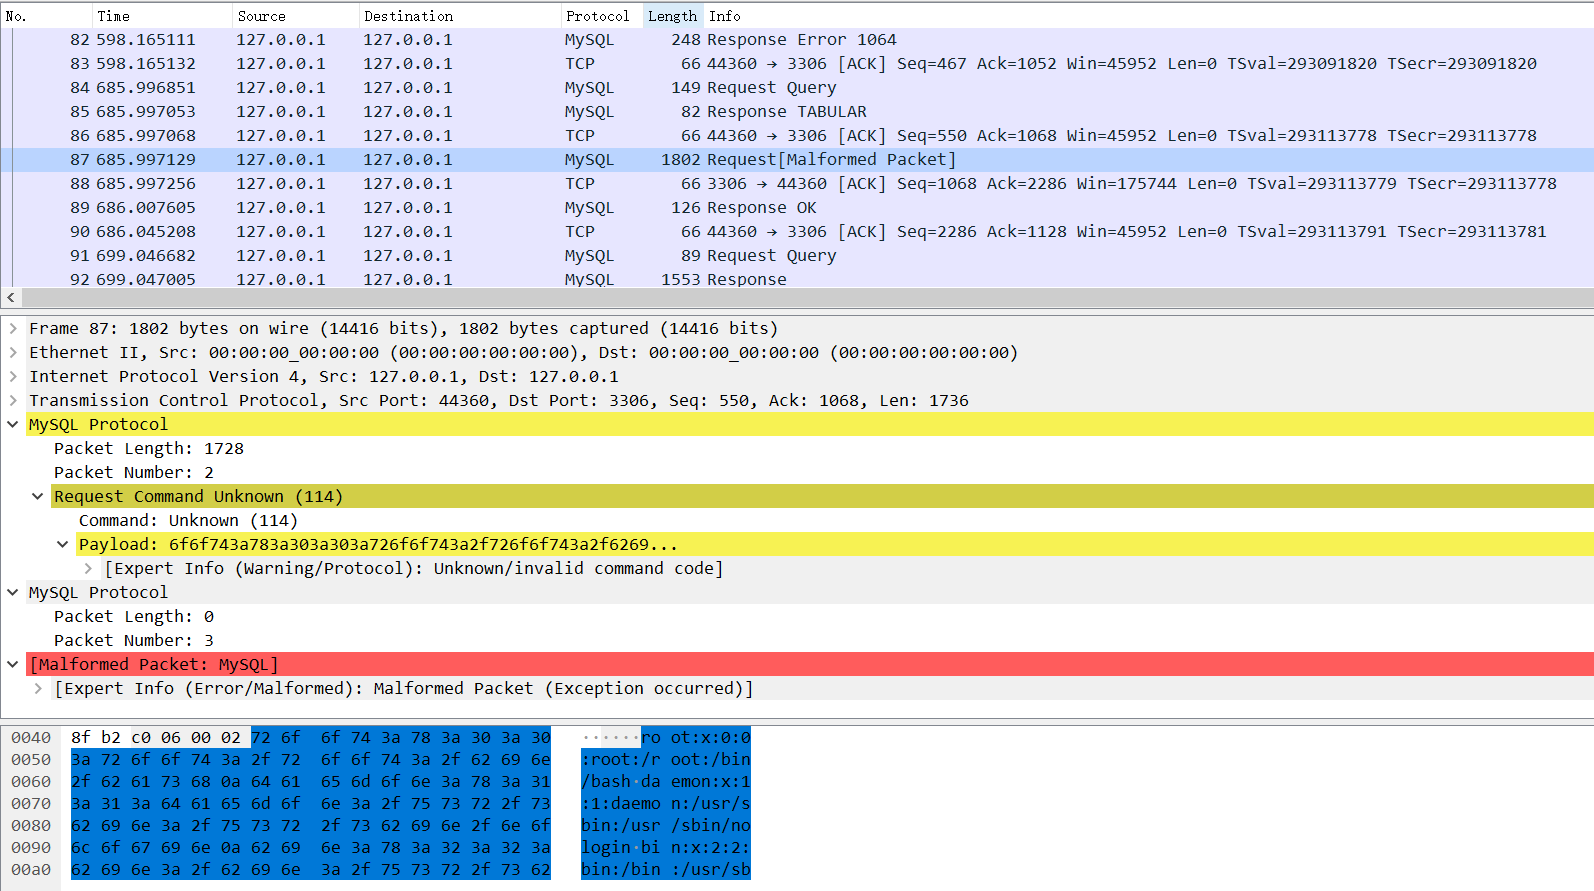 No. Time Source Destination Protocol Length Info
82 598.165111 127.0.0.1 127.0.0.1 MySQL 248 Response Error 1064
83 598.165132 127.0.0.1 127.0.0.1 TCP 66 44360 → 3306 [ACK] Seq=467 Ack=1052 Win=45952 Len=0 TSval=293091820 TSecr=293091820
84 685.996851 127.0.0.1 127.0.0.1 MySQL 149 Request Query
85 685.997053 127.0.0.1 127.0.0.1 MySQL 82 Response TABULAR
86 685.997068 127.0.0.1 127.0.0.1 TCP 66 44360 → 3306 [ACK] Seq=550 Ack=1068 Win=45952 Len=0 TSval=293113778 TSecr=293113778
87 685.997129 127.0.0.1 127.0.0.1 MySQL 1802 Request[Malformed Packet]
88 685.997256 127.0.0.1 127.0.0.1 TCP 66 3306 → 44360 [ACK] Seq=1068 Ack=2286 Win=175744 Len=0 TSval=293113779 TSecr=293113778
89 686.007605 127.0.0.1 127.0.0.1 MySQL 126 Response OK
90 686.045208 127.0.0.1 127.0.0.1 TCP 66 44360 → 3306 [ACK] Seq=2286 Ack=1128 Win=45952 Len=0 TSval=293113791 TSecr=293113781
91 699.046682 127.0.0.1 127.0.0.1 MySQL 89 Request Query
92 699.047005 127.0.0.1 127.0.0.1 MySQL 1553 Response
Frame 87: 1802 bytes on wire (14416 bits), 1802 bytes captured (14416 bits)
Ethernet II, Src: 00:00:00_00:00:00 (00:00:00:00:00:00), Dst: 00:00:00_00:00:00 (00:00:00:00:00:00)
Internet Protocol Version 4, Src: 127.0.0.1, Dst: 127.0.0.1
Transmission Control Protocol, Src Port: 44360, Dst Port: 3306, Seq: 550, Ack: 1068, Len: 1736
MySQL Protocol
Packet Length: 1728
Packet Number: 2
Request Command Unknown (114)
Command: Unknown (114)
Payload: 6f6f743a783a303a303a726f6f743a2f726f6f743a2f6269...
[Expert Info (Warning/Protocol): Unknown/invalid command code]
MySQL Protocol
Packet Length: 0
Packet Number: 3
[Malformed Packet: MySQL]
[Expert Info (Error/Malformed): Malformed Packet (Exception occurred)]
0040 8f b2 c0 06 00 02 72 6f 6f 74 3a 78 3a 30 3a 30 ······ro ot:x:0:0
0050 3a 72 6f 6f 74 3a 2f 72 6f 6f 74 3a 2f 62 69 6e :root:/r oot:/bin
0060 2f 62 61 73 68 0a 64 61 65 6d 6f 6e 3a 78 3a 31 /bash·da emon:x:1
0070 3a 31 3a 64 61 65 6d 6f 6e 3a 2f 75 73 72 2f 73 :1:daemo n:/usr/s
0080 62 69 6e 3a 2f 75 73 72 2f 73 62 69 6e 2f 6e 6f bin:/usr /sbin/no
0090 6c 6f 67 69 6e 0a 62 69 6e 3a 78 3a 32 3a 32 3a login·bi n:x:2:2:
00a0 62 69 6e 3a 2f 62 69 6e 3a 2f 75 73 72 2f 73 62 bin:/bin :/usr/sb